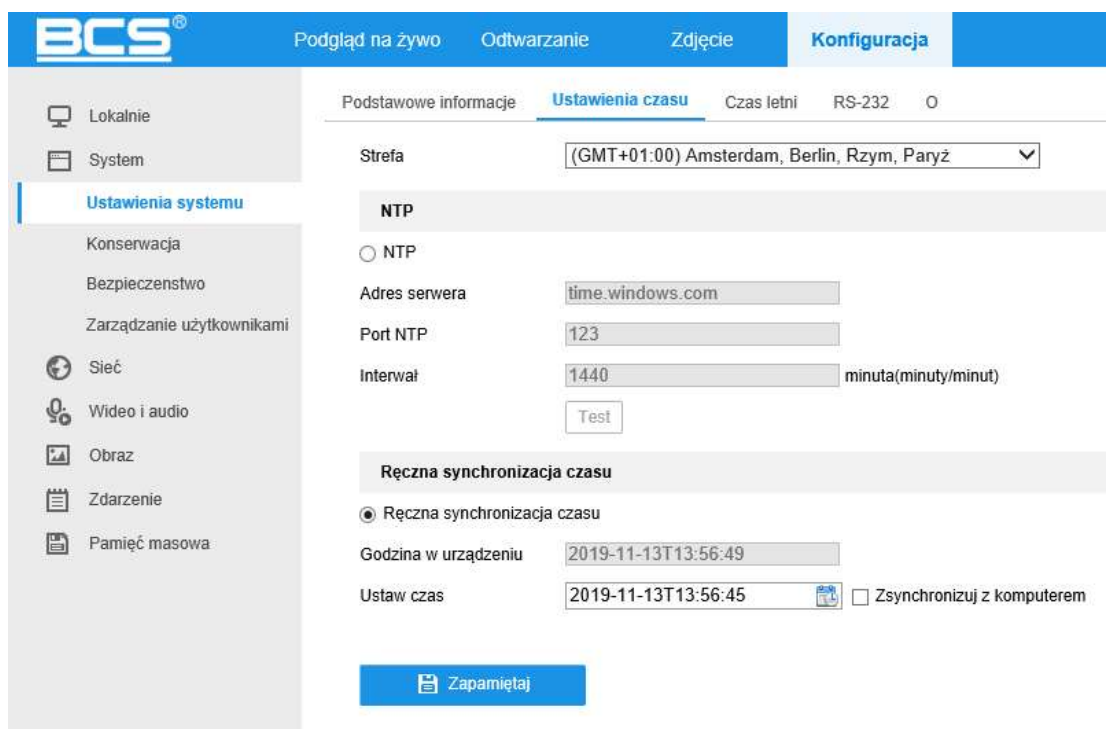 BCS®
Podgląd na żywo Odtwarzanie Zdjęcie Konfiguracja
Lokalnie
System
Ustawienia systemu
Konserwacja
Bezpieczenstwo
Zarządzanie użytkownikami
Sieć
Wideo i audio
Obraz
Zdarzenie
Pamięć masowa
Podstawowe informacje Ustawienia czasu Czas letni RS-232 O
Strefa (GMT+01:00) Amsterdam, Berlin, Rzym, Paryż
NTP
NTP
Adres serwera time.windows.com
Port NTP 123
Interwał 1440 minuta(minuty/minut)
Test
Ręczna synchronizacja czasu
Ręczna synchronizacja czasu
Godzina w urządzeniu 2019-11-13T13:56:49
Ustaw czas 2019-11-13T13:56:45 Zsynchronizuj z komputerem
Zapamiętaj